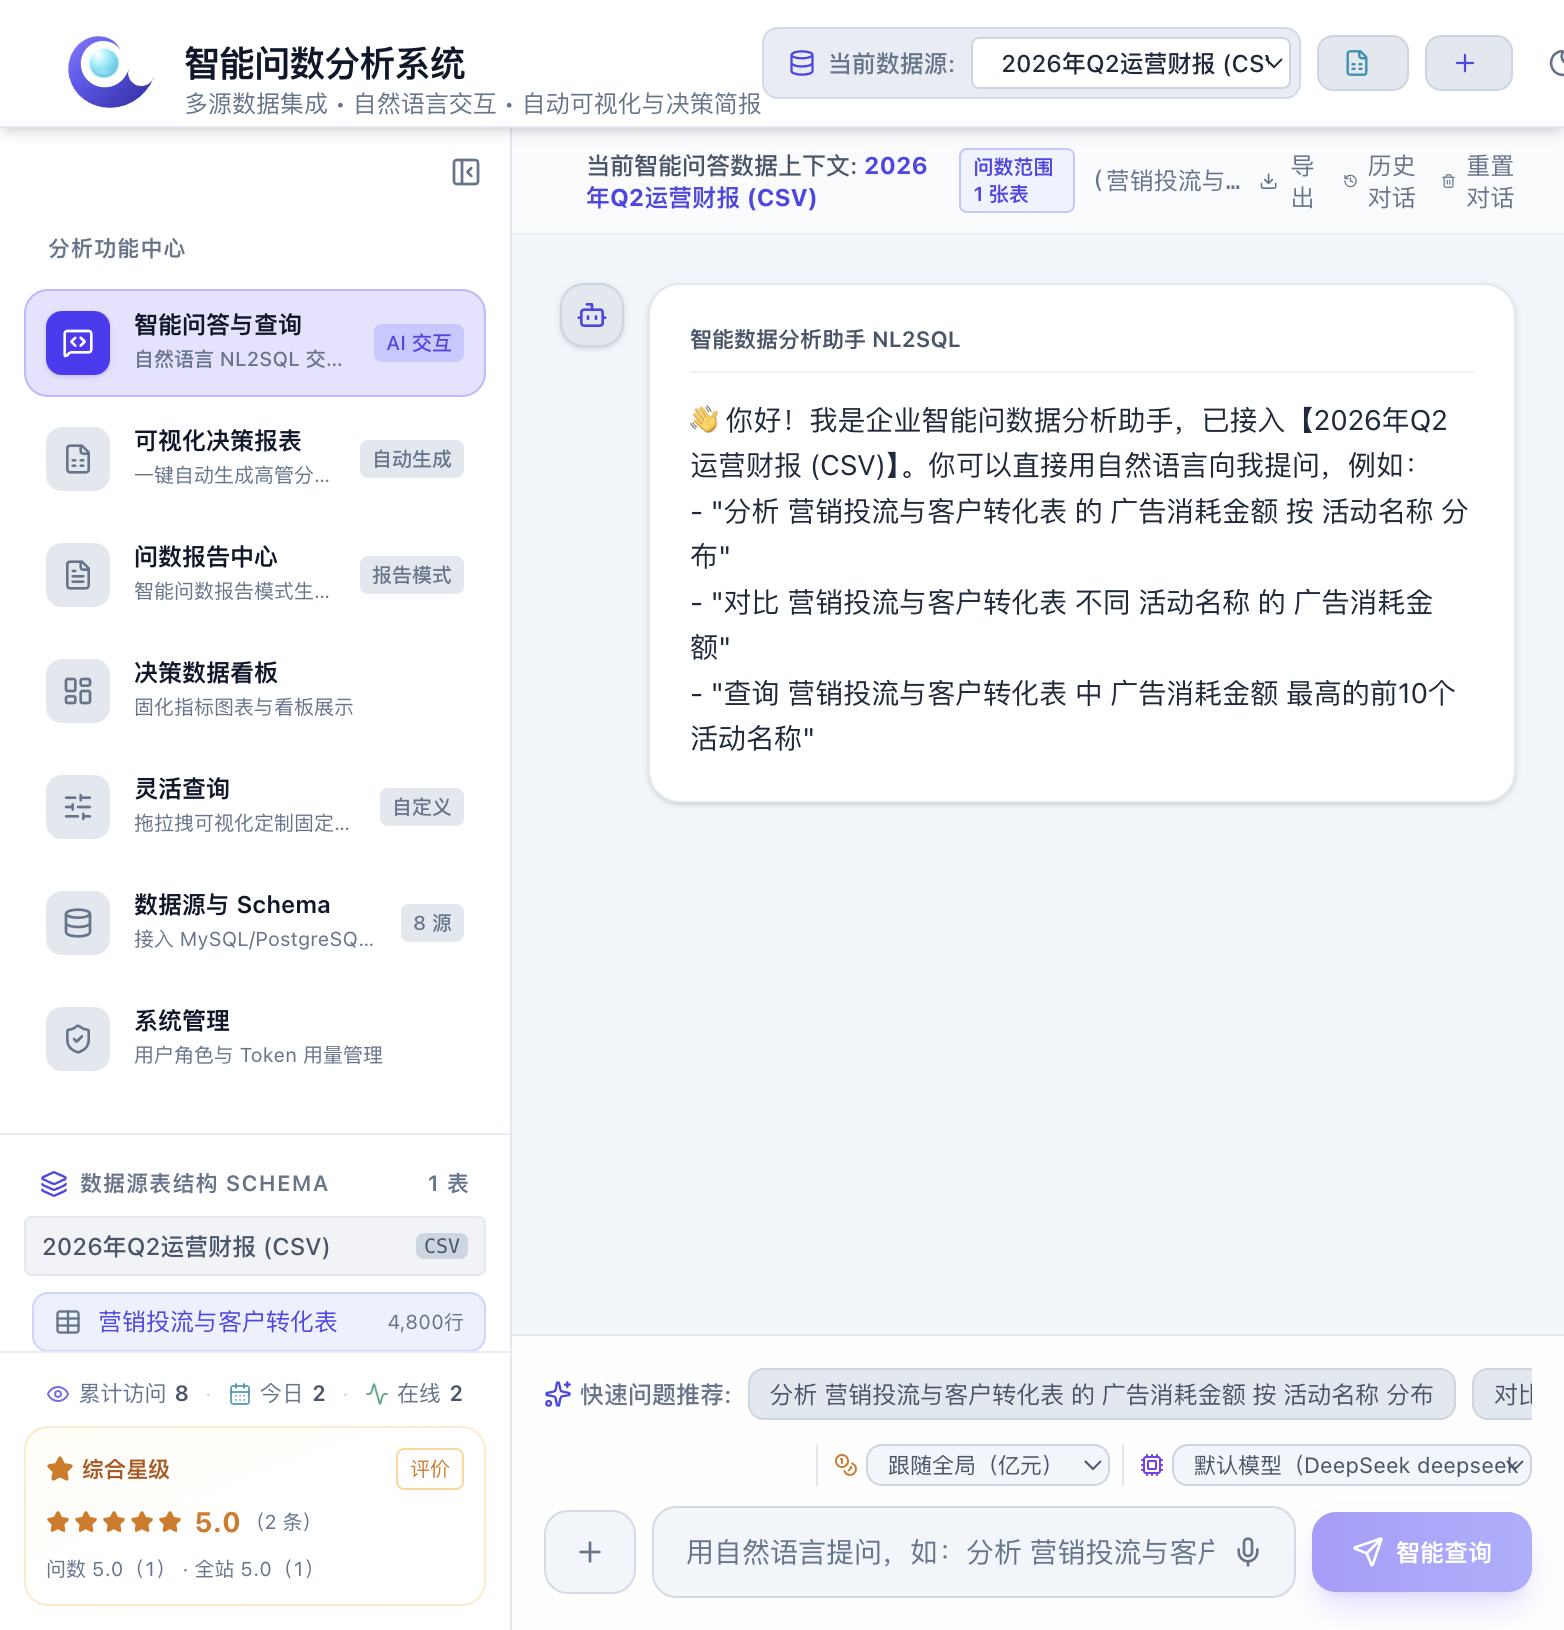 智能问数分析系统
多源数据集成 • 自然语言交互 • 自动可视化与决策简报
当前数据源:
2026年Q2运营财报 (CSV
分析功能中心
智能问答与查询
自然语言 NL2SQL 交...
AI 交互
可视化决策报表
一键自动生成高管分...
自动生成
问数报告中心
智能问数报告模式生...
报告模式
决策数据看板
固化指标图表与看板展示
灵活查询
拖拉拽可视化定制固定...
自定义
数据源与 Schema
接入 MySQL/PostgreSQ...
8 源
系统管理
用户角色与 Token 用量管理
数据源表结构 SCHEMA
1 表
2026年Q2运营财报 (CSV)
CSV
营销投流与客户转化表
4,800行
累计访问 8 · 今日 2 · 在线 2
综合星级
评价
5.0 (2 条)
问数 5.0（1） · 全站 5.0（1）
当前智能问答数据上下文: 2026
年Q2运营财报 (CSV)
问数范围
1 张表
（营销投流与...
导
出
历史
对话
重置
对话
智能数据分析助手 NL2SQL
👋 你好！我是企业智能问数据分析助手，已接入【2026年Q2
运营财报 (CSV)】。你可以直接用自然语言向我提问，例如：
- "分析 营销投流与客户转化表 的 广告消耗金额 按 活动名称 分
布"
- "对比 营销投流与客户转化表 不同 活动名称 的 广告消耗金
额"
- "查询 营销投流与客户转化表 中 广告消耗金额 最高的前10个
活动名称"
快速问题推荐:
分析 营销投流与客户转化表 的 广告消耗金额 按 活动名称 分布
对比
跟随全局（亿元）
默认模型（DeepSeek deepseek
用自然语言提问，如：分析 营销投流与客户
智能查询